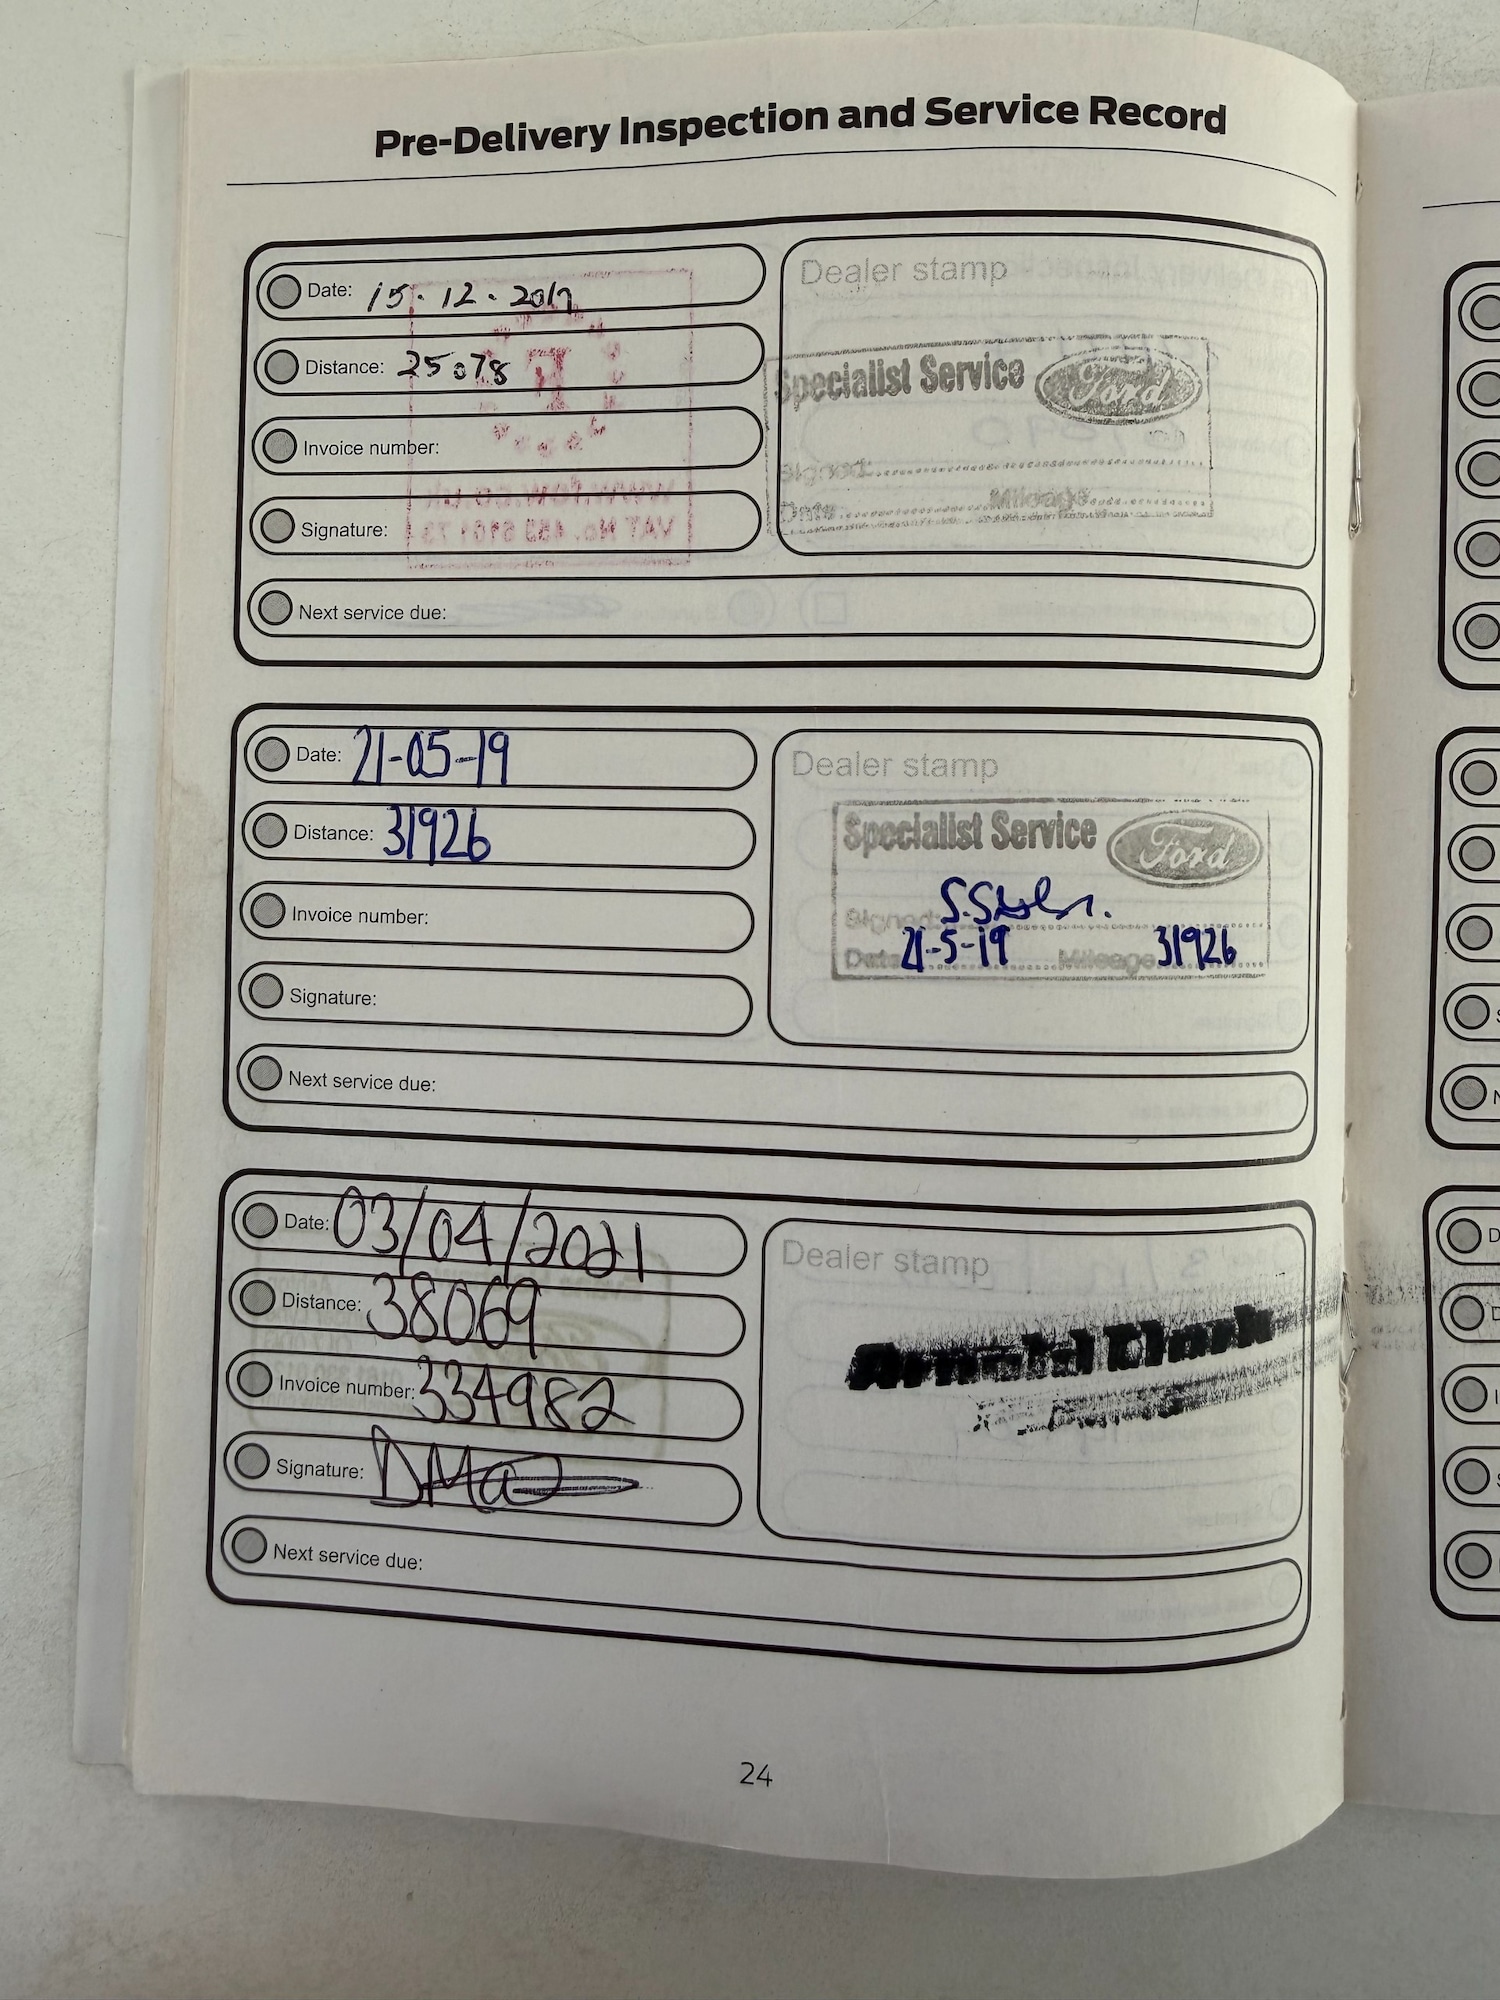 Pre-Delivery Inspection and Service Record
Date: 15.12.2017
Distance: 25078
Invoice number:
Signature:
Next service due:
Dealer stamp
Specialist Service Ford
Signed:
Date Mileage
Date: 21-05-19
Distance: 31926
Invoice number:
Signature:
Next service due:
Dealer stamp
Specialist Service Ford
Signed:
Date 21-5-19 Mileage 31926
Date: 03/04/2021
Distance: 38069
Invoice number: 334982
Signature:
Next service due:
Dealer stamp
Arnold Clark
24